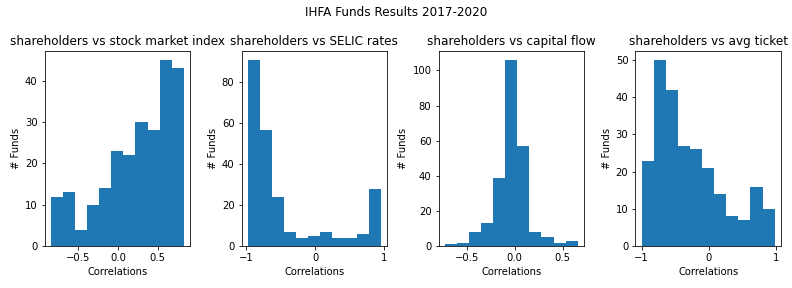 IHFA Funds Results 2017-2020
shareholders vs stock market index
# Funds
40
30
20
10
0
−0.5
0.0
0.5
Correlations
shareholders vs SELIC rates
# Funds
80
60
40
20
0
−1
0
1
Correlations
shareholders vs capital flow
# Funds
100
80
60
40
20
0
−0.5
0.0
0.5
Correlations
shareholders vs avg ticket
# Funds
50
40
30
20
10
0
−1
0
1
Correlations